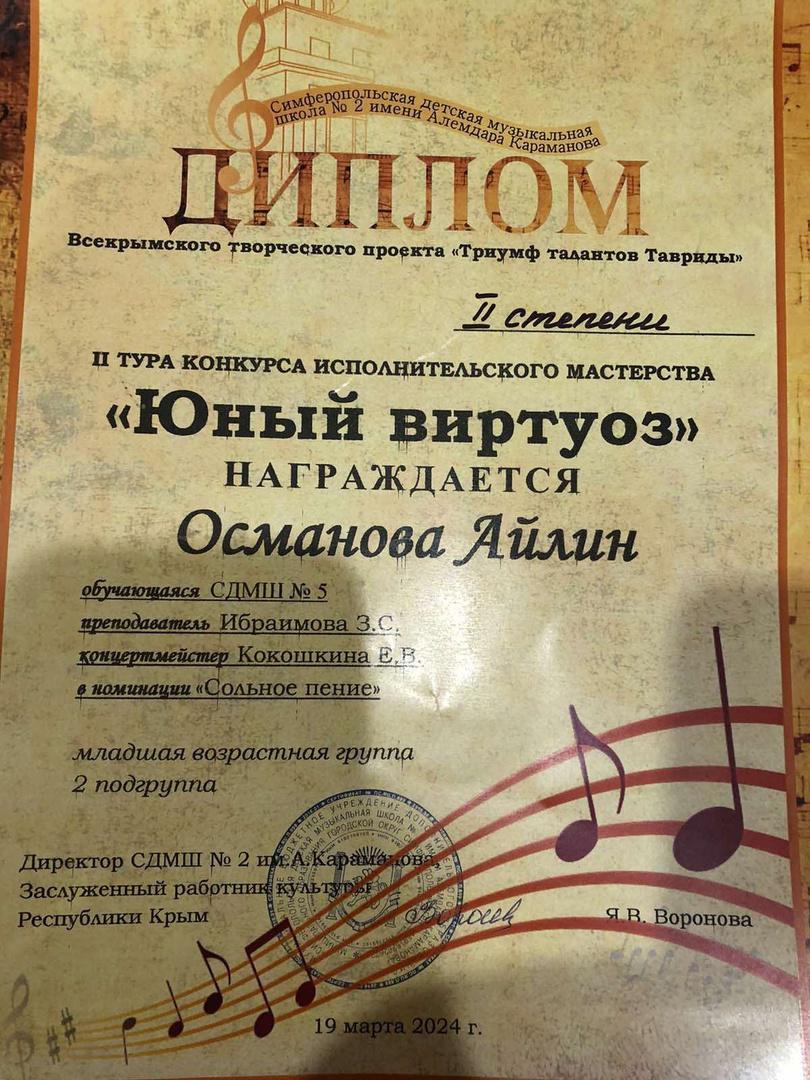 Симферопольская детская музыкальная
школа № 2 имени Алемдара Караманова
ДИПЛОМ
Всекрымского творческого проекта «Триумф талантов Тавриды»
II степени
II ТУРА КОНКУРСА ИСПОЛНИТЕЛЬСКОГО МАСТЕРСТВА
«Юный виртуоз»
НАГРАЖДАЕТСЯ
Османова Айлин
обучающаяся СДМШ № 5
преподаватель Ибраимова З.С.
концертмейстер Кокошкина Е.В.
в номинации «Сольное пение»
младшая возрастная группа
2 подгруппа
Директор СДМШ № 2 им.А.Караманова,
Заслуженный работник культуры
Республики Крым
Я.В. Воронова
19 марта 2024 г.